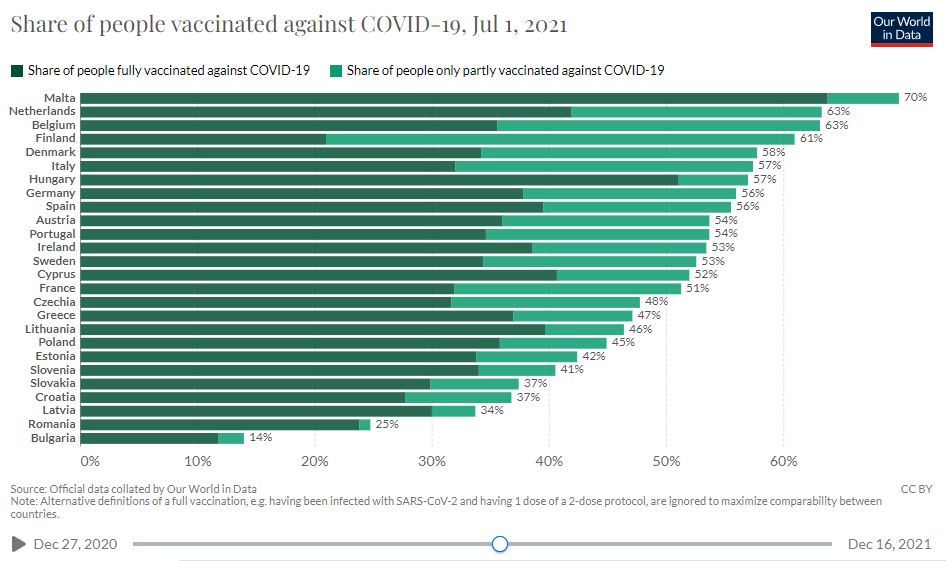 Share of people vaccinated against COVID-19, Jul 1, 2021
Our World
in Data
Share of people fully vaccinated against COVID-19
Share of people only partly vaccinated against COVID-19
Malta 70%
Netherlands 63%
Belgium 63%
Finland 61%
Denmark 58%
Italy 57%
Hungary 57%
Germany 56%
Spain 56%
Austria 54%
Portugal 54%
Ireland 53%
Sweden 53%
Cyprus 52%
France 51%
Czechia 48%
Greece 47%
Lithuania 46%
Poland 45%
Estonia 42%
Slovenia 41%
Slovakia 37%
Croatia 37%
Latvia 34%
Romania 25%
Bulgaria 14%
0% 10% 20% 30% 40% 50% 60%
Source: Official data collated by Our World in Data
CC BY
Note: Alternative definitions of a full vaccination, e.g. having been infected with SARS-CoV-2 and having 1 dose of a 2-dose protocol, are ignored to maximize comparability between
countries.
Dec 27, 2020
Dec 16, 2021